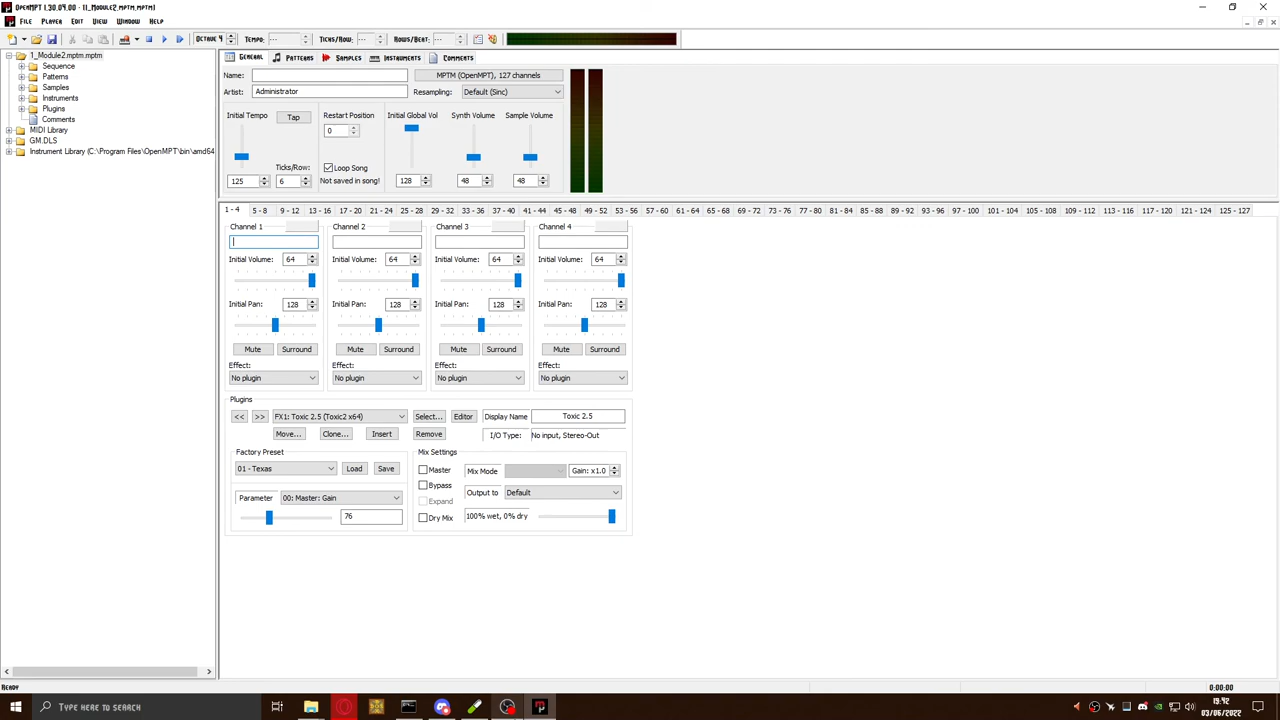 OpenMPT 1.30.04.00 - [1_Module2.mptm.mptm]
File Player Edit View Window Help
Octave 4 Tempo: --- Ticks/Row: --- Rows/Beat: ---
1_Module2.mptm.mptm
Sequence
Patterns
Samples
Instruments
Plugins
Comments
MIDI Library
GM.DLS
Instrument Library (C:\Program Files\OpenMPT\bin\amd64
General Patterns Samples Instruments Comments
Name: MPTM (OpenMPT), 127 channels
Artist: Administrator Resampling: Default (Sinc)
Initial Tempo Tap Restart Position Initial Global Vol Synth Volume Sample Volume
0
Ticks/Row: Loop Song
125 6 Not saved in song! 128 48 48
1 - 4 5 - 8 9 - 12 13 - 16 17 - 20 21 - 24 25 - 28 29 - 32 33 - 36 37 - 40 41 - 44 45 - 48 49 - 52 53 - 56 57 - 60 61 - 64 65 - 68 69 - 72 73 - 76 77 - 80 81 - 84 85 - 88 89 - 92 93 - 96 97 - 100 101 - 104 105 - 108 109 - 112 113 - 116 117 - 120 121 - 124 125 - 127
Channel 1 Channel 2 Channel 3 Channel 4
Initial Volume: 64 Initial Volume: 64 Initial Volume: 64 Initial Volume: 64
Initial Pan: 128 Initial Pan: 128 Initial Pan: 128 Initial Pan: 128
Mute Surround Mute Surround Mute Surround Mute Surround
Effect: Effect: Effect: Effect:
No plugin No plugin No plugin No plugin
Plugins
<< >> FX1: Toxic 2.5 (Toxic2 x64) Select... Editor Display Name Toxic 2.5
Move... Clone... Insert Remove I/O Type: No input, Stereo-Out
Factory Preset Mix Settings
01 - Texas Load Save Master Mix Mode Gain: x1.0
Bypass
Parameter 00: Master: Gain Expand Output to Default
76 Dry Mix 100% wet, 0% dry
Ready 0:00:00
Type here to search
19.42
03/06/2022